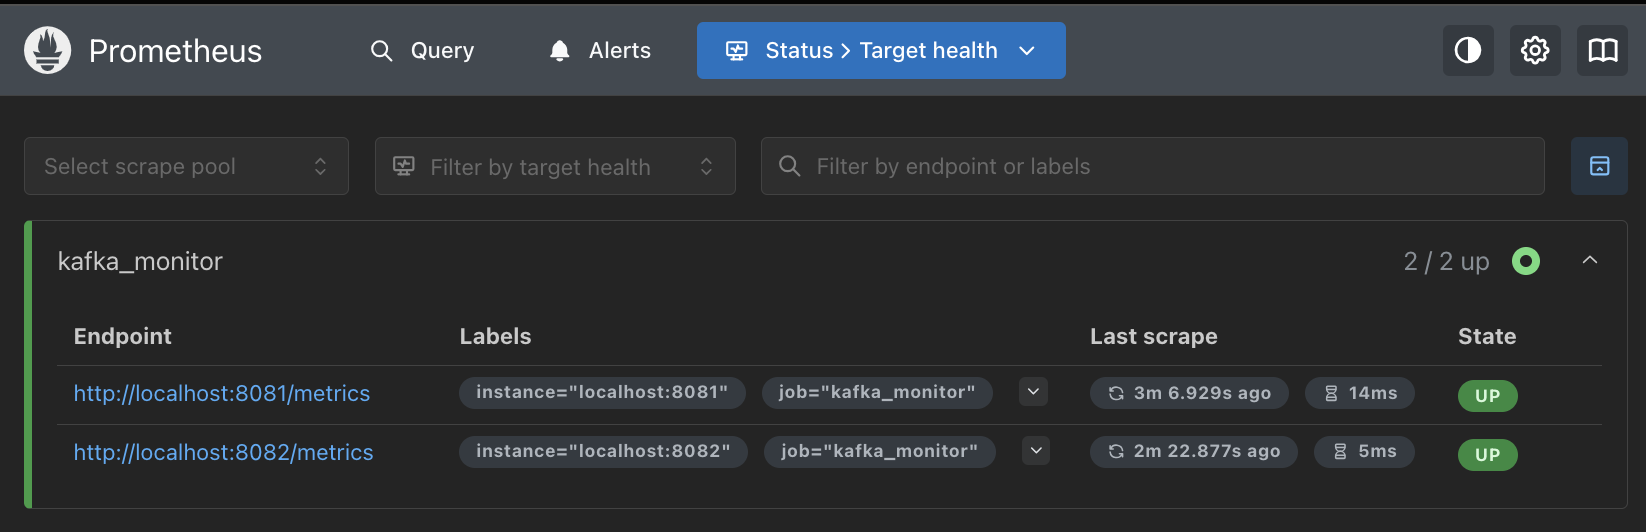 Prometheus Query Alerts Status > Target health
Select scrape pool Filter by target health Filter by endpoint or labels
kafka_monitor 2 / 2 up
Endpoint Labels Last scrape State
http://localhost:8081/metrics instance="localhost:8081" job="kafka_monitor" 3m 6.929s ago 14ms UP
http://localhost:8082/metrics instance="localhost:8082" job="kafka_monitor" 2m 22.877s ago 5ms UP